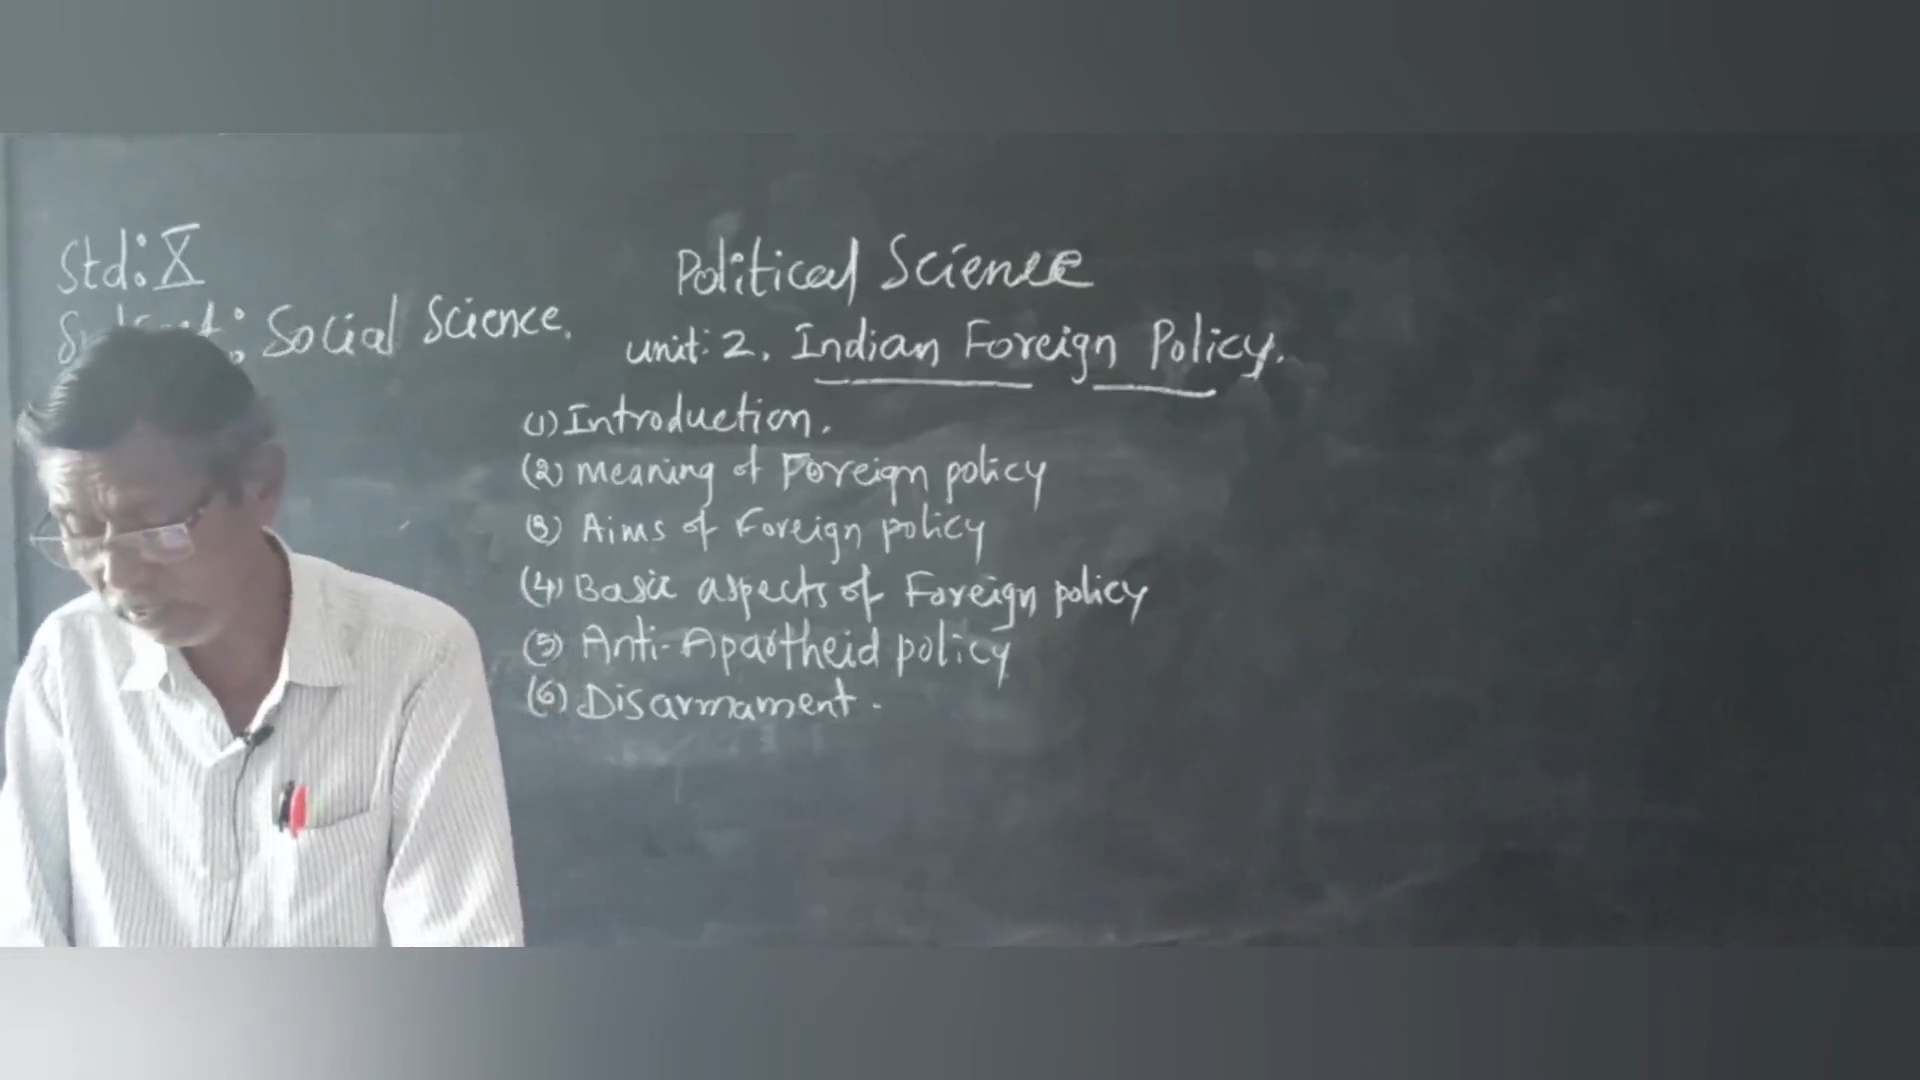 Std: X
: Social Science.
Political Science
unit: 2. Indian Foreign Policy.
(1) Introduction.
(2) Meaning of Foreign policy
(3) Aims of Foreign policy
(4) Basic aspects of Foreign policy
(5) Anti-Apartheid policy
(6) Disarmament.